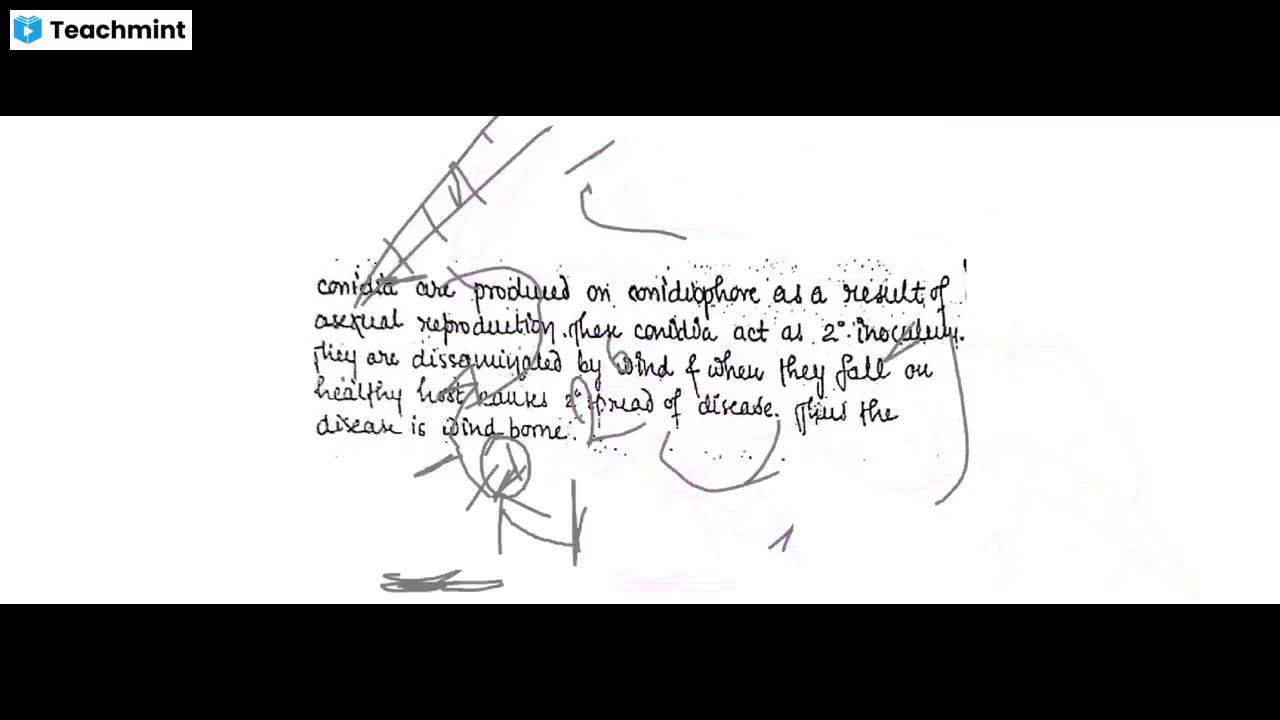 Teachmint
conidia are produced on conidiophore as a result of
asexual reproduction. These conidia act as 2° inoculum.
They are disseminated by wind & when they fall on
healthy host causes 2° spread of disease. Thus the
disease is wind borne.